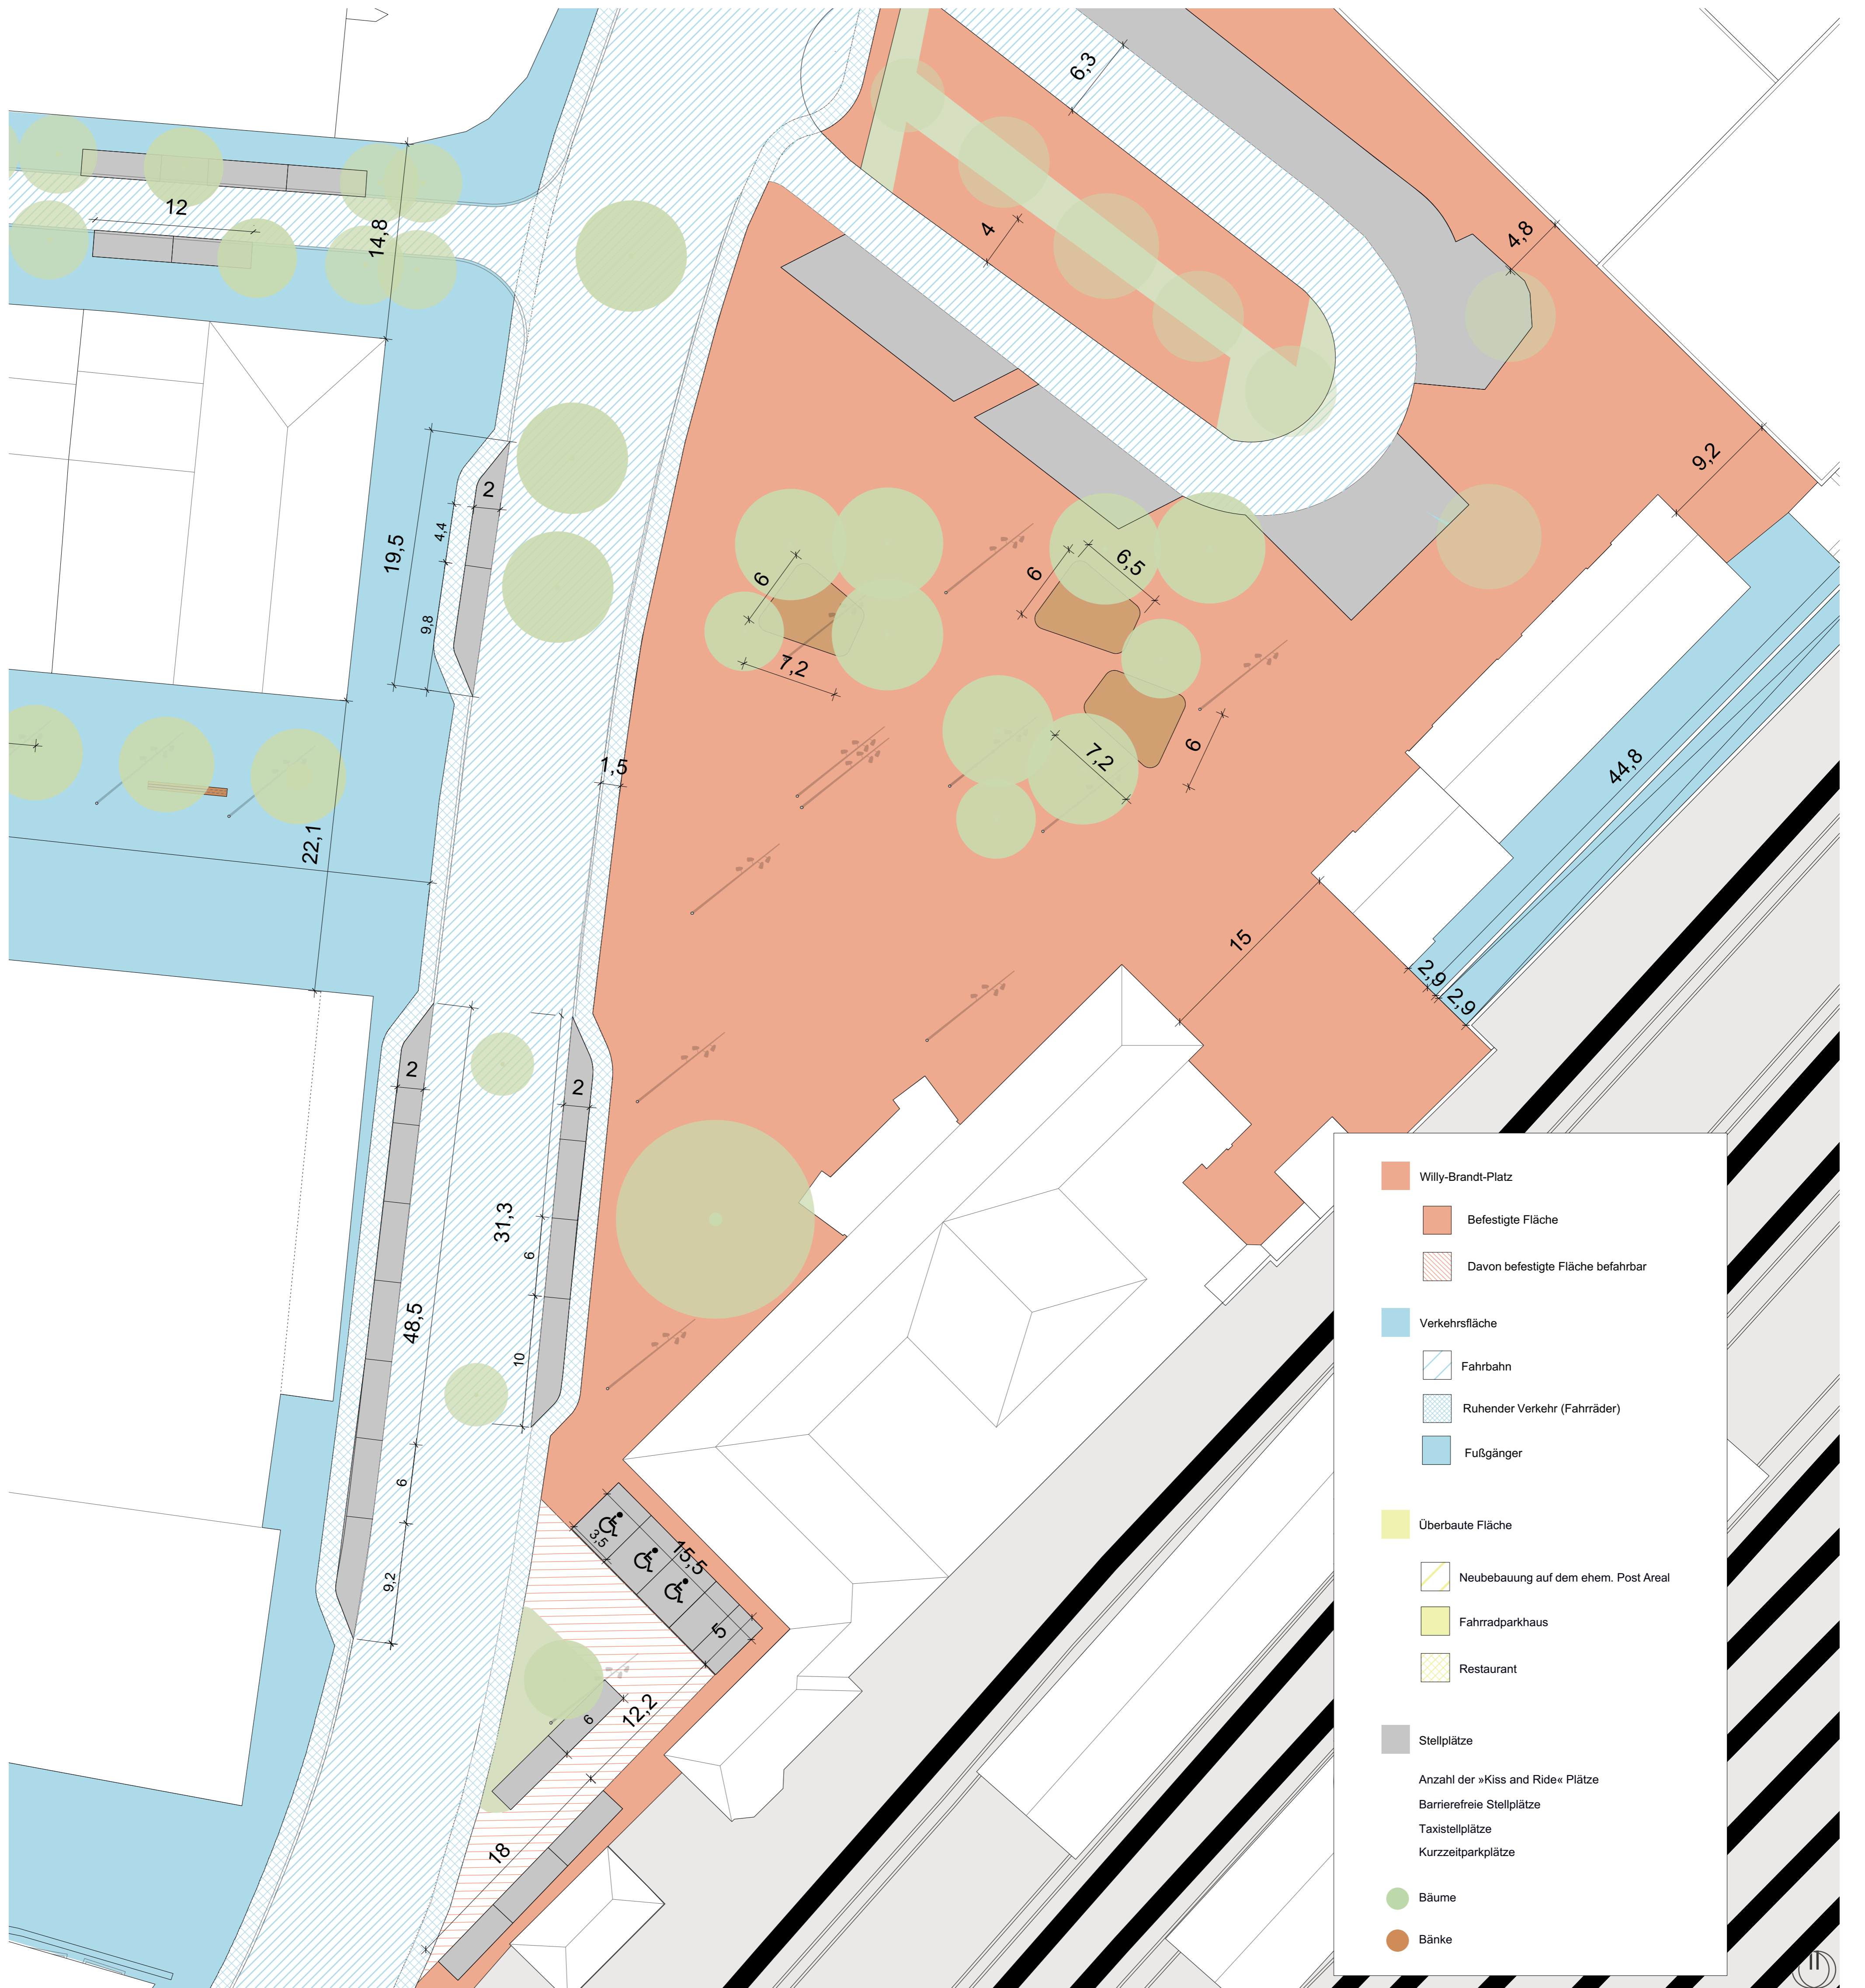 6,3
12
14,8
4
4,8
9,2
2
4,4
19,5
9,8
6
6
6,5
7,2
1,5
7,2
6
44,8
22,1
15
2,9
2,9
2
2
31,3
6
48,5
10
6
9,2
3,5
15,5
5
6
12,2
18
Willy-Brandt-Platz
Befestigte Fläche
Davon befestigte Fläche befahrbar
Verkehrsfläche
Fahrbahn
Ruhender Verkehr (Fahrräder)
Fußgänger
Überbaute Fläche
Neubebauung auf dem ehem. Post Areal
Fahrradparkhaus
Restaurant
Stellplätze
Anzahl der »Kiss and Ride« Plätze
Barrierefreie Stellplätze
Taxistellplätze
Kurzzeitparkplätze
Bäume
Bänke